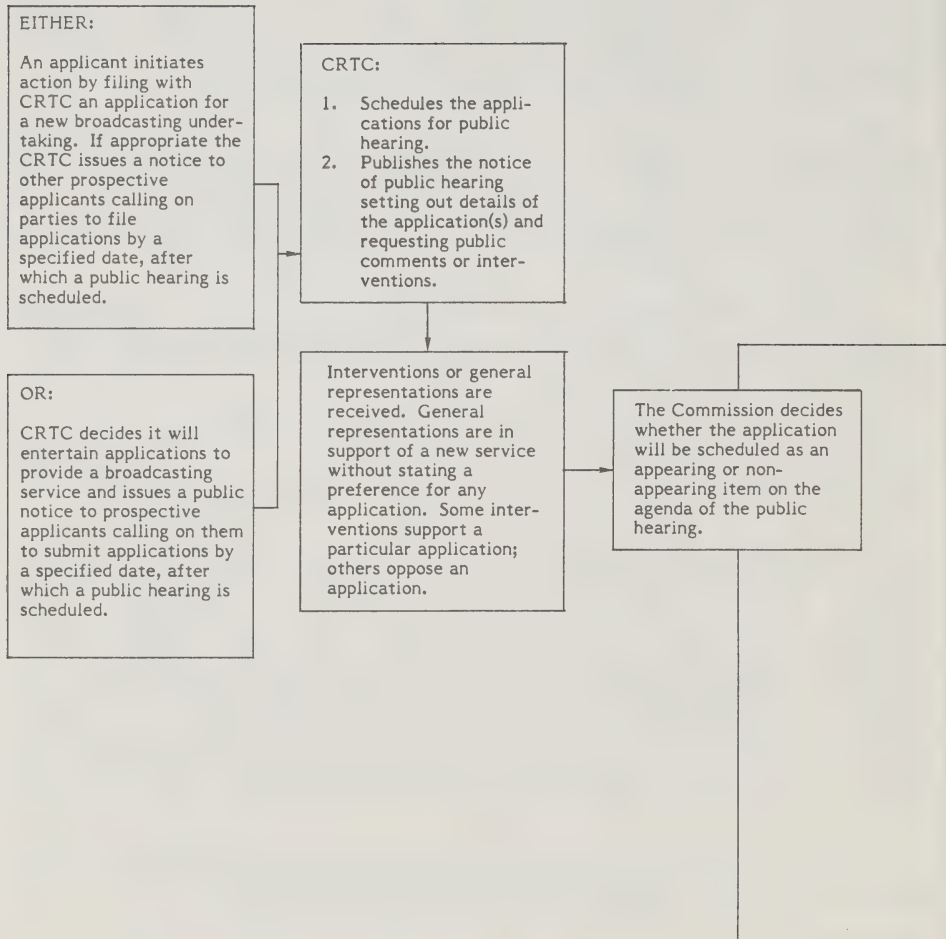 EITHER:
An applicant initiates
action by filing with
CRTC an application for
a new broadcasting under-
taking. If appropriate the
CRTC issues a notice to
other prospective
applicants calling on
parties to file
applications by a
specified date, after
which a public hearing is
scheduled.
OR:
CRTC decides it will
entertain applications to
provide a broadcasting
service and issues a public
notice to prospective
applicants calling on them
to submit applications by
a specified date, after
which a public hearing is
scheduled.
CRTC:
1. Schedules the appli-
cations for public
hearing.
2. Publishes the notice
of public hearing
setting out details of
the application(s) and
requesting public
comments or inter-
ventions.
Interventions or general
representations are
received. General
representations are in
support of a new service
without stating a
preference for any
application. Some inter-
ventions support a
particular application;
others oppose an
application.
The Commission decides
whether the application
will be scheduled as an
appearing or non-
appearing item on the
agenda of the public
hearing.